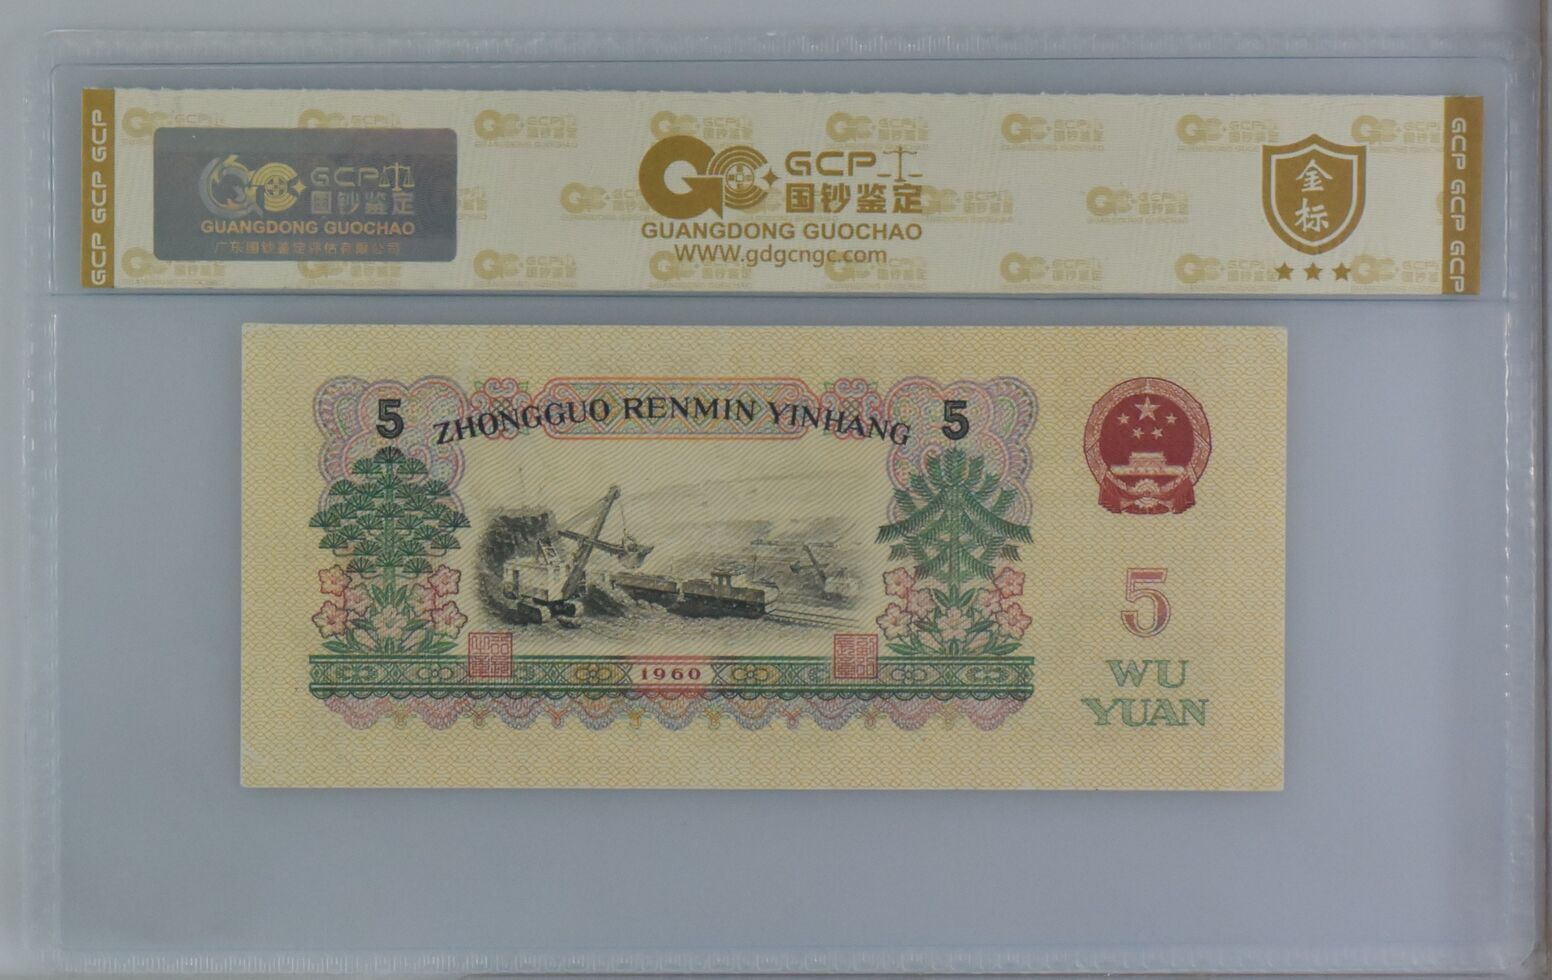 GCP GCP GCP
GCP
国钞鉴定
GUANGDONG GUOCHAO
广东国钞鉴定评估有限公司
GCP
国钞鉴定
GUANGDONG GUOCHAO
WWW.gdgcngc.com
金标
GCP GCP GCP
5 ZHONGGUO RENMIN YINHANG 5
1960
5
WU
YUAN